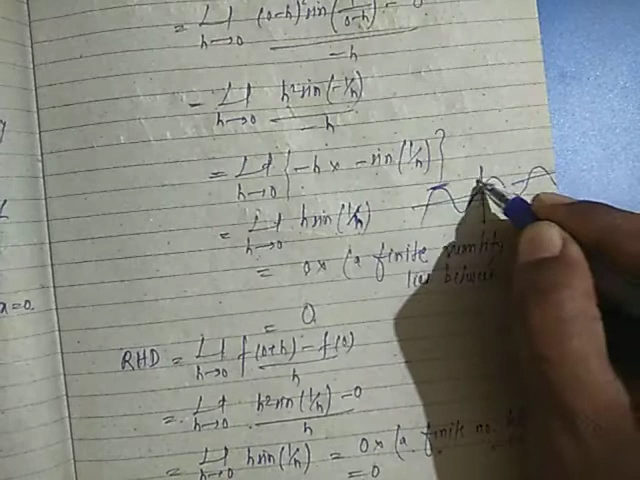 = Lt h→0 (0-h)² sin(1/(0-h)) - 0 / -h
= Lt h→0 h² sin(-1/h) / -h
= Lt h→0 {-h × -sin(1/h)}
= Lt h→0 h sin(1/h)
= 0 × (a finite quantity
lies between
= 0
x=0.
RHD = Lt h→0 f(0+h) - f(0) / h
= Lt h→0 h² sin(1/h) - 0 / h
= Lt h→0 h sin(1/h) = 0 × (a finite no.
= 0